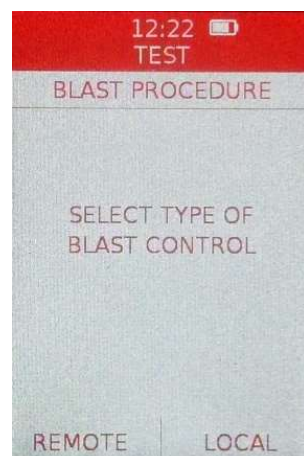 12:22
TEST
BLAST PROCEDURE
SELECT TYPE OF
BLAST CONTROL
REMOTE LOCAL